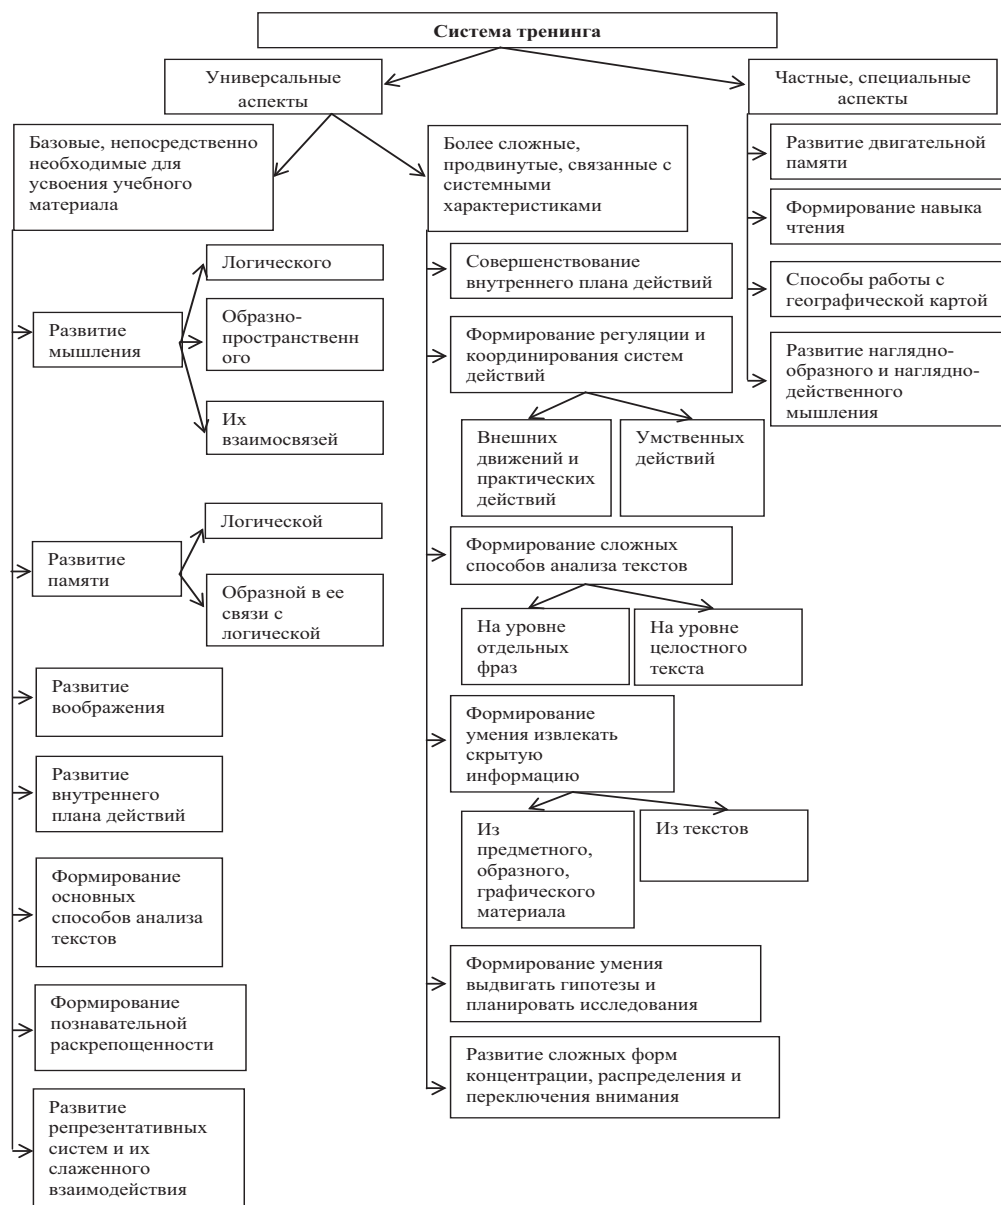 Система тренинга
Универсальные
аспекты
Частные, специальные
аспекты
Базовые, непосредственно
необходимые для
усвоения учебного
материала
Более сложные,
продвинутые, связанные с
системными
характеристиками
Развитие двигательной
памяти
Формирование навыка
чтения
Способы работы с
географической картой
Развитие наглядно-
образного и наглядно-
действенного
мышления
Развитие
мышления
Логического
Образно-
пространственн
ого
Их
взаимосвязей
Развитие
памяти
Логической
Образной в ее
связи с
логической
Развитие
воображения
Развитие
внутреннего
плана действий
Формирование
основных
способов анализа
текстов
Формирование
познавательной
раскрепощенности
Развитие
репрезентативных
систем и их
слаженного
взаимодействия
Совершенствование
внутреннего плана действий
Формирование регуляции и
координирования систем
действий
Внешних
движений и
практических
действий
Умственных
действий
Формирование сложных
способов анализа текстов
На уровне
отдельных
фраз
На уровне
целостного
текста
Формирование
умения извлекать
скрытую
информацию
Из
предметного,
образного,
графического
материала
Из текстов
Формирование умения
выдвигать гипотезы и
планировать исследования
Развитие сложных форм
концентрации, распределения и
переключения внимания